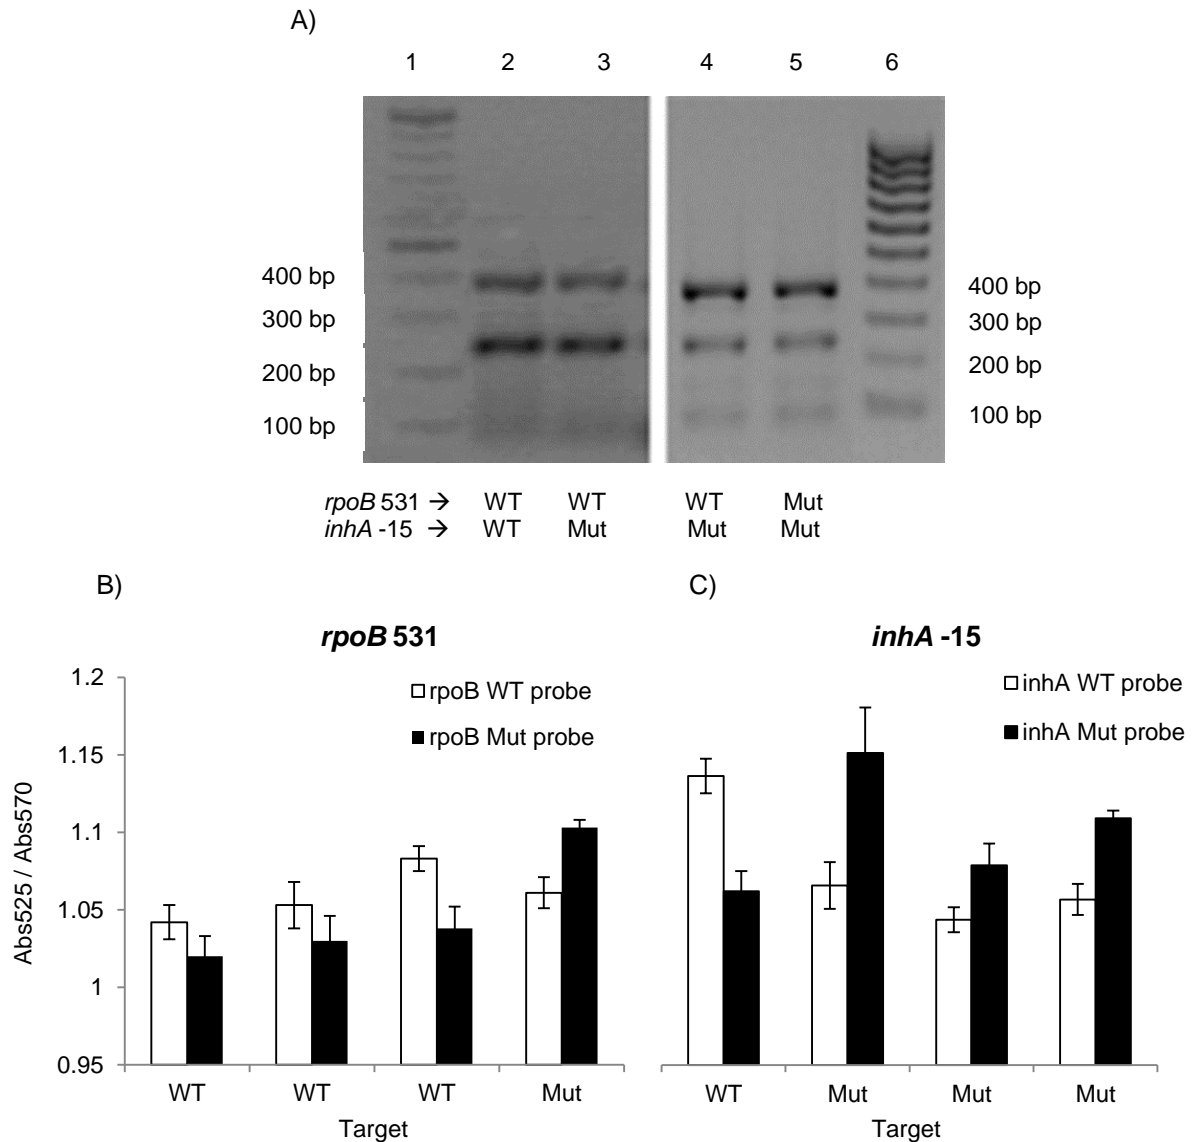 A)
1 2 3 4 5 6
400 bp
300 bp
200 bp
100 bp
400 bp
300 bp
200 bp
100 bp
rpoB 531 → WT WT WT Mut
inhA -15 → WT Mut Mut Mut
B)
rpoB 531
rpoB WT probe
rpoB Mut probe
Abs525 / Abs570
1.2
1.15
1.1
1.05
1
0.95
WT WT WT Mut
Target
C)
inhA -15
inhA WT probe
inhA Mut probe
WT Mut Mut Mut
Target